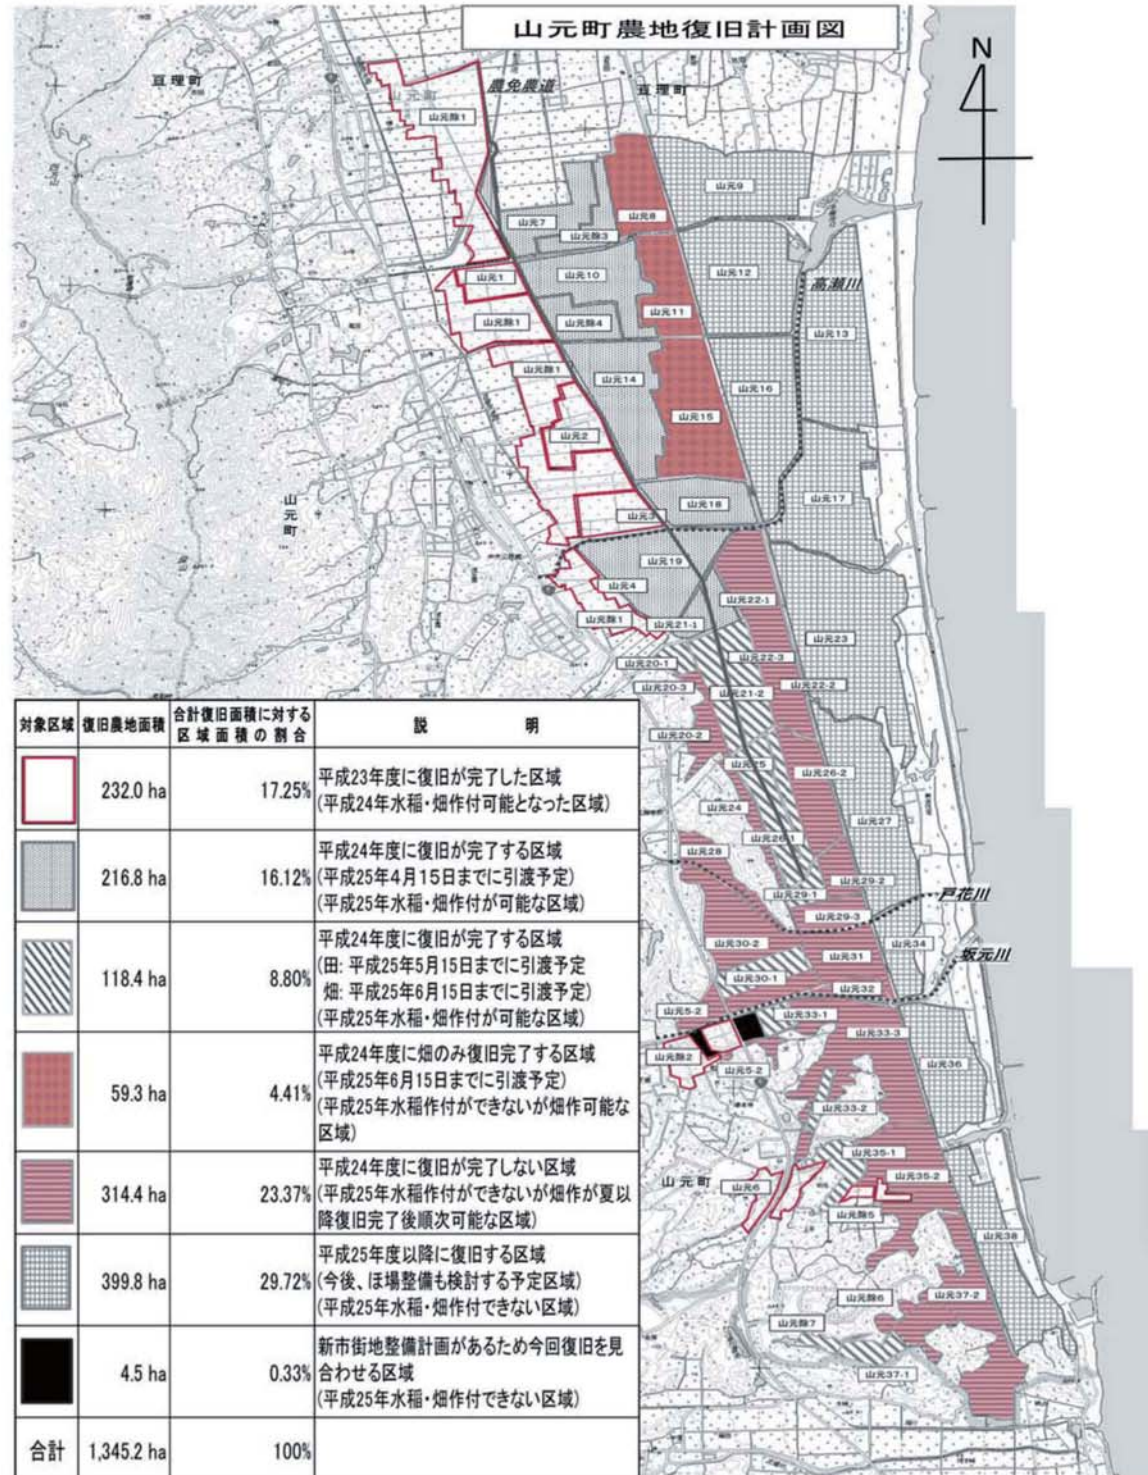 山元町農地復旧計画図
N
亘理町
山元町
農免農道
亘理町
山元除1
山元9
山元7
山元8
山元除3
山元1
山元10
山元12
高瀬川
山元11
山元13
山元除1
山元除4
山元除1
山元14
山元16
山元15
山元2
山元17
山元町
山元18
山元3
山元19
山元4
山元22-1
山元除1
山元21-1
山元23
山元20-1
山元22-3
山元20-3
山元22-2
山元21-2
山元20-2
山元25
山元26-2
山元24
山元27
山元26-1
山元28
山元29-2
山元29-1
戸花川
山元29-3
山元30-2
山元34
山元31
坂元川
山元30-1
山元32
山元5-2
山元33-1
山元33-3
山元除2
山元5-2
山元36
山元33-2
山元35-1
山元町
山元6
山元35-2
山元除5
山元38
山元除6
山元37-2
山元除7
山元37-1
対象区域 復旧農地面積 合計復旧面積に対する区域面積の割合 説明
232.0 ha 17.25% 平成23年度に復旧が完了した区域
(平成24年水稲・畑作付可能となった区域)
216.8 ha 16.12% 平成24年度に復旧が完了する区域
(平成25年4月15日までに引渡予定)
(平成25年水稲・畑作付が可能な区域)
118.4 ha 8.80% 平成24年度に復旧が完了する区域
(田: 平成25年5月15日までに引渡予定
畑: 平成25年6月15日までに引渡予定)
(平成25年水稲・畑作付が可能な区域)
59.3 ha 4.41% 平成24年度に畑のみ復旧完了する区域
(平成25年6月15日までに引渡予定)
(平成25年水稲作付ができないが畑作可能な
区域)
314.4 ha 23.37% 平成24年度に復旧が完了しない区域
(平成25年水稲作付ができないが畑作が夏以
降復旧完了後順次可能な区域)
399.8 ha 29.72% 平成25年度以降に復旧する区域
(今後、ほ場整備も検討する予定区域)
(平成25年水稲・畑作付できない区域)
4.5 ha 0.33% 新市街地整備計画があるため今回復旧を見
合わせる区域
(平成25年水稲・畑作付できない区域)
合計 1,345.2 ha 100%